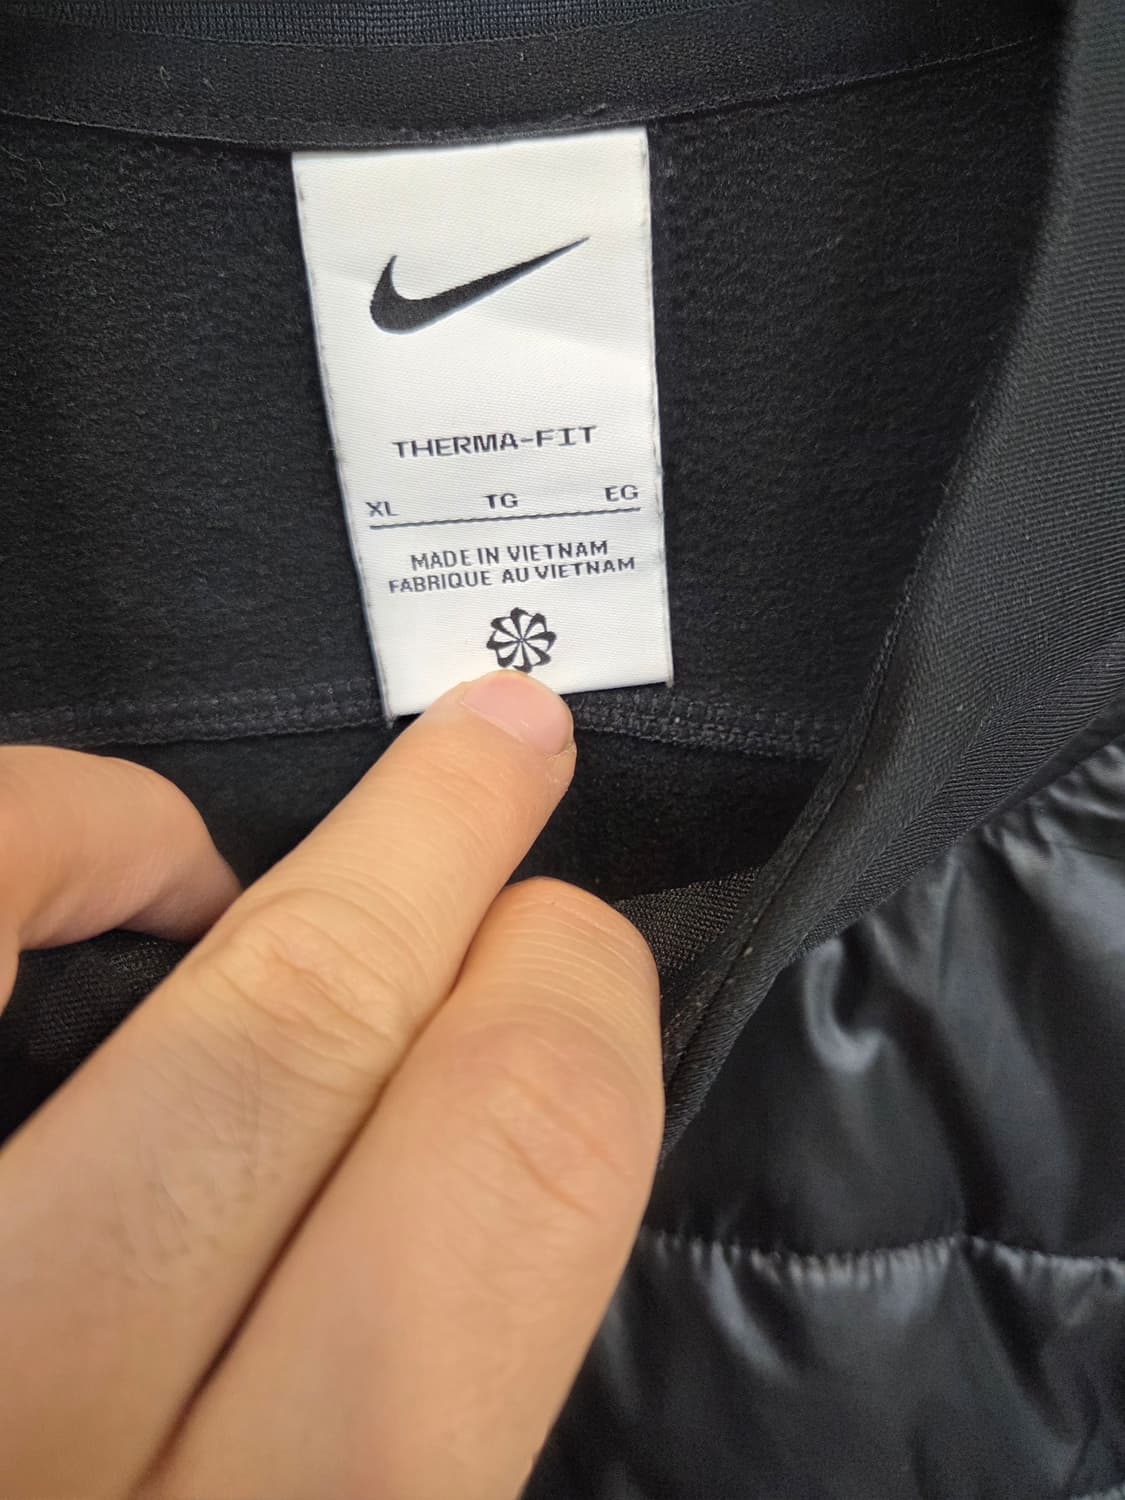 THERMA-FIT
XL TG EG
MADE IN VIETNAM
FABRIQUE AU VIETNAM